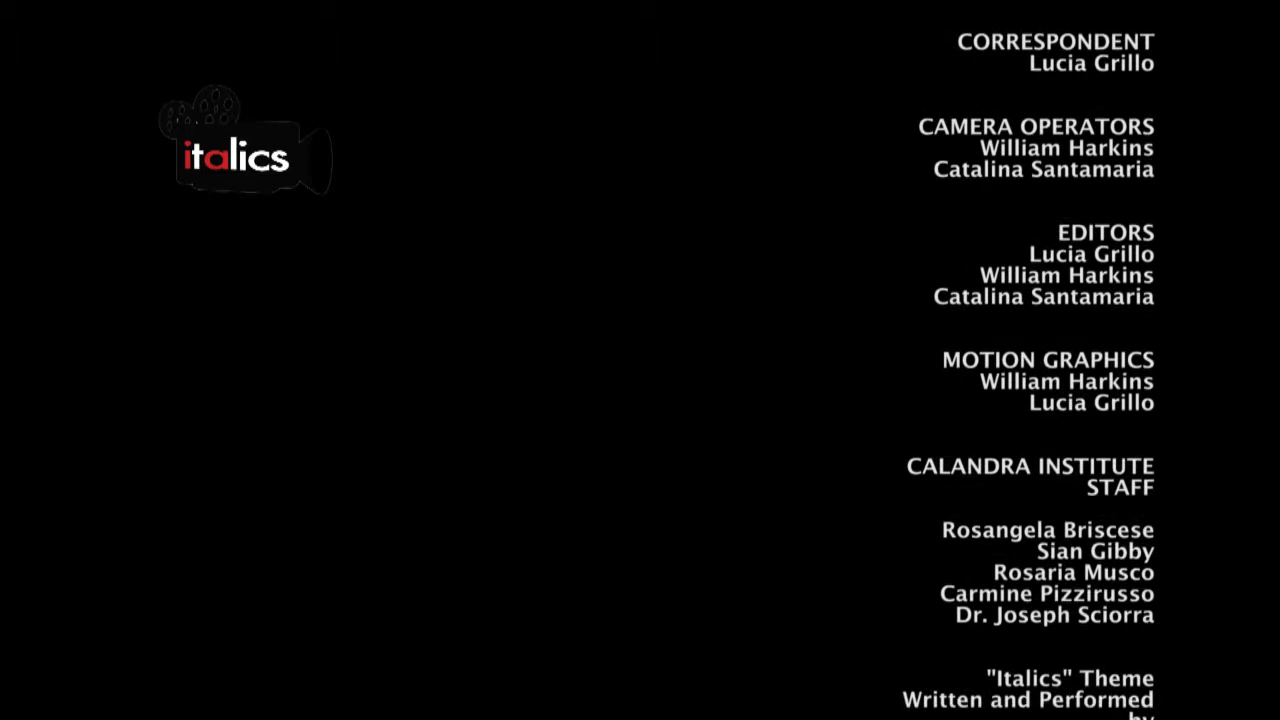 italics
CORRESPONDENT
Lucia Grillo
CAMERA OPERATORS
William Harkins
Catalina Santamaria
EDITORS
Lucia Grillo
William Harkins
Catalina Santamaria
MOTION GRAPHICS
William Harkins
Lucia Grillo
CALANDRA INSTITUTE
STAFF
Rosangela Briscese
Sian Gibby
Rosaria Musco
Carmine Pizzirusso
Dr. Joseph Sciorra
"Italics" Theme
Written and Performed
by